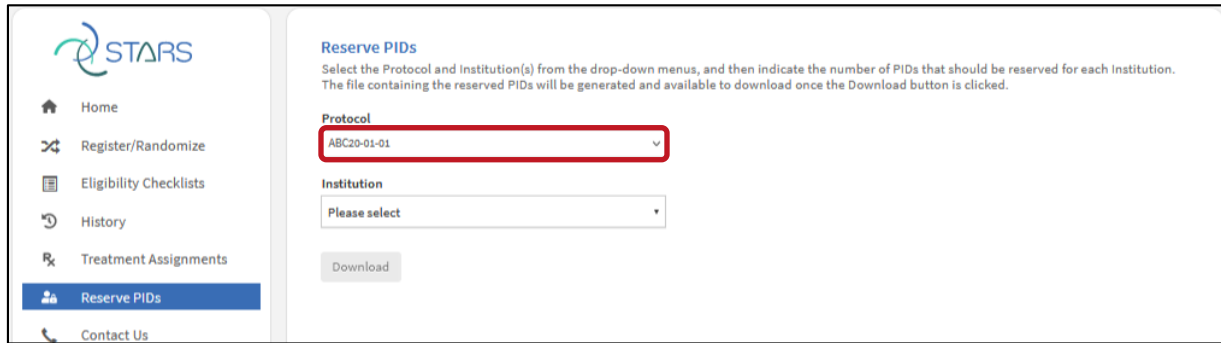 STARS
Home
Register/Randomize
Eligibility Checklists
History
Treatment Assignments
Reserve PIDs
Contact Us
Reserve PIDs
Select the Protocol and Institution(s) from the drop-down menus, and then indicate the number of PIDs that should be reserved for each Institution.
The file containing the reserved PIDs will be generated and available to download once the Download button is clicked.
Protocol
ABC20-01-01
Institution
Please select
Download